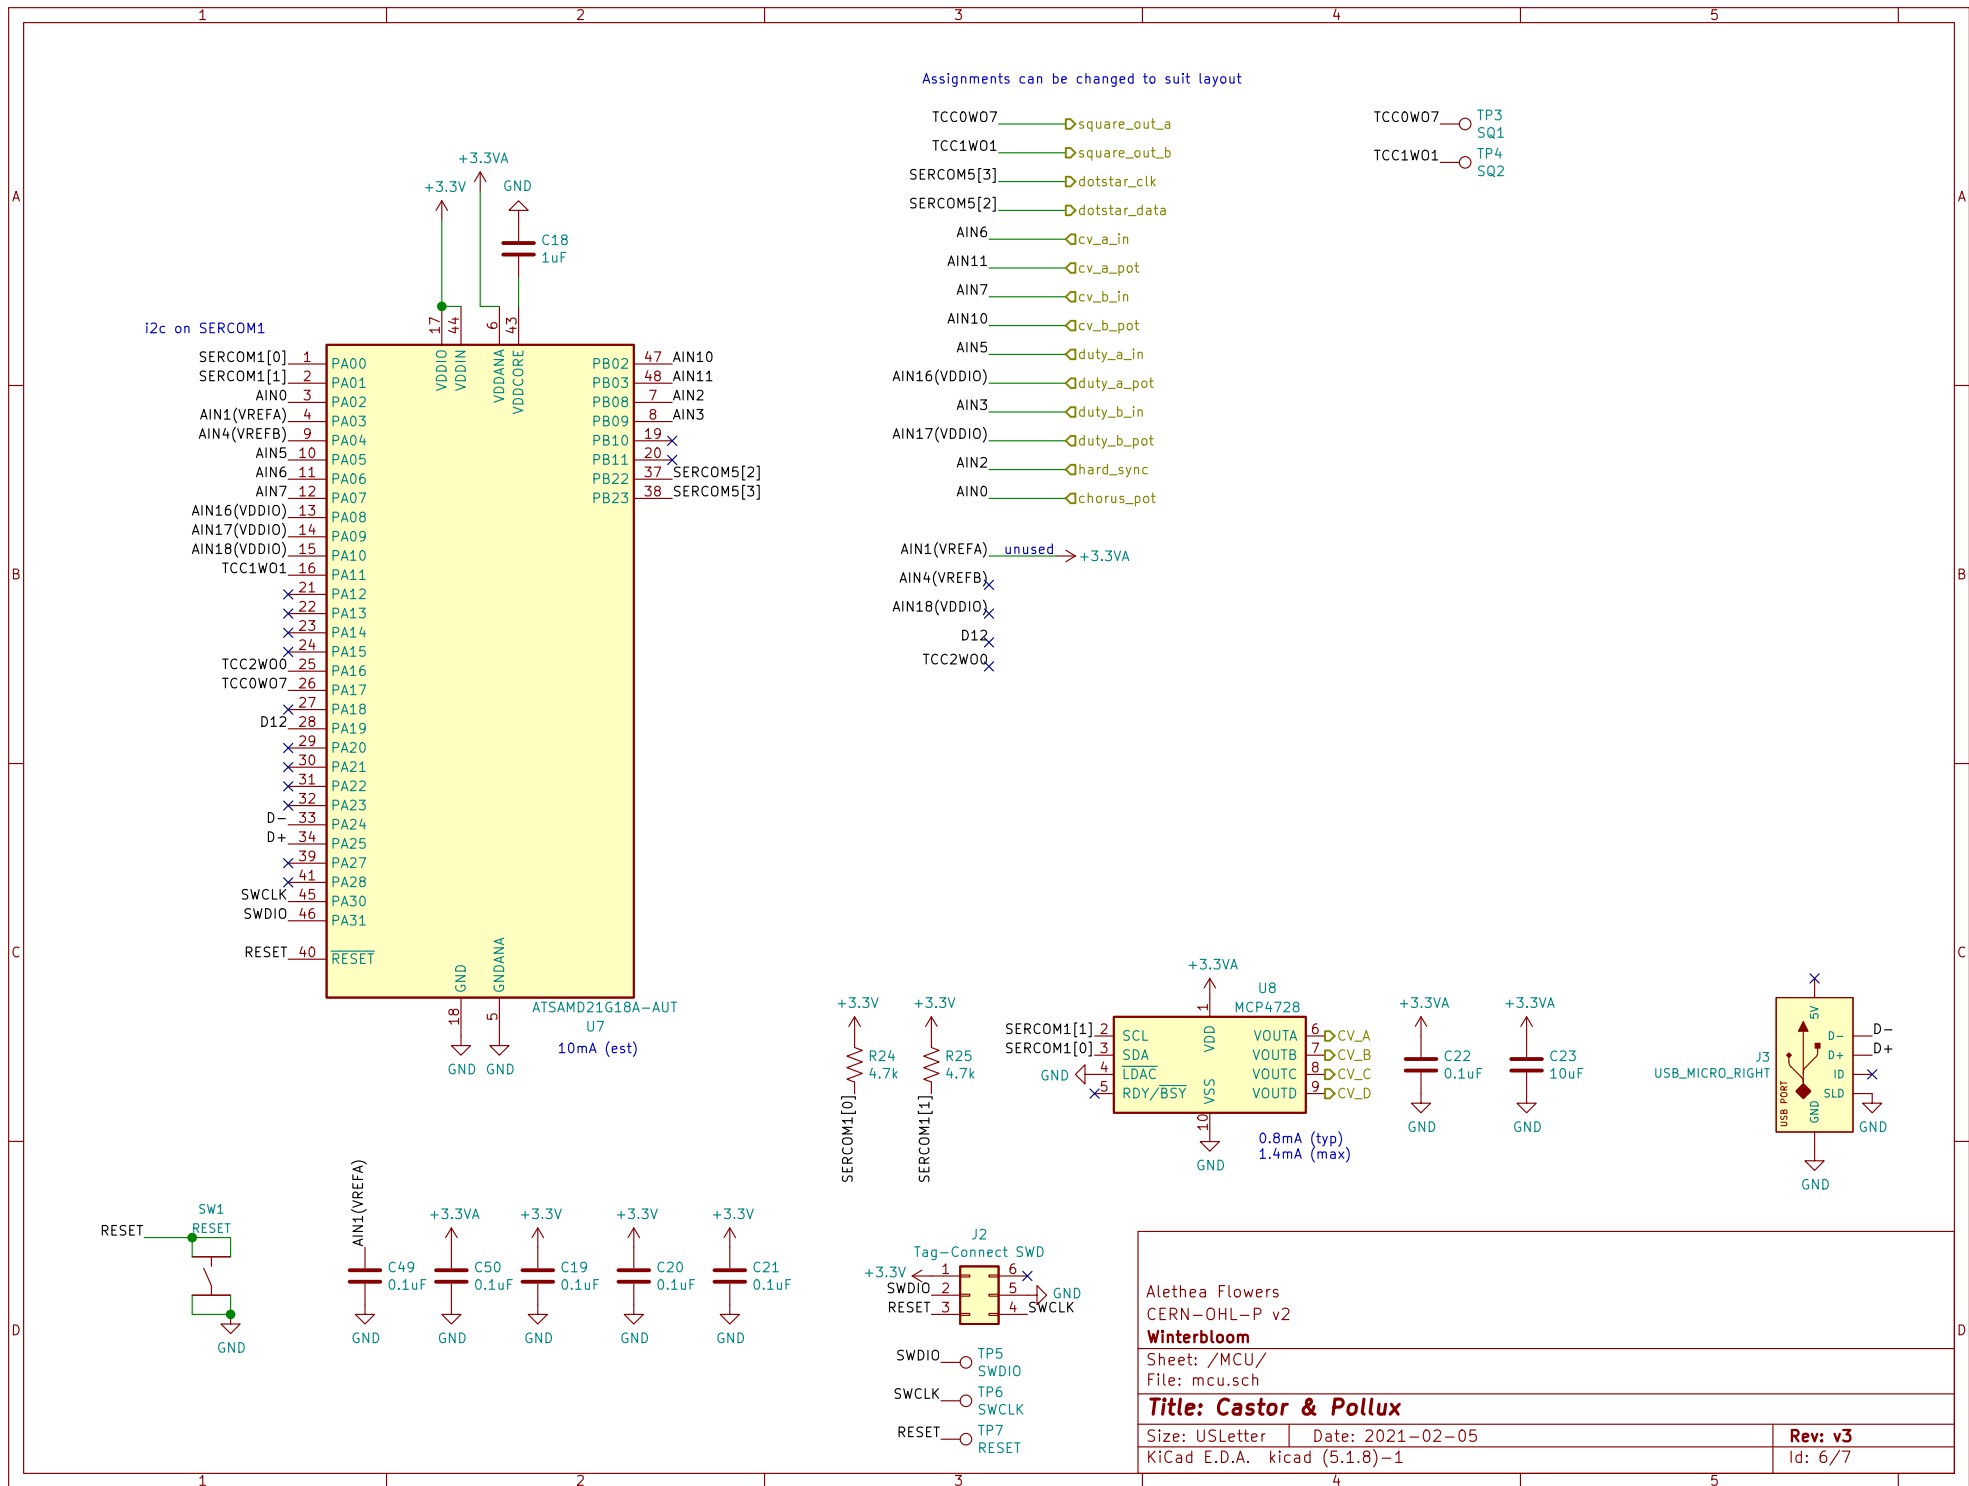 1 2 3 4 5
Assignments can be changed to suit layout
TCC0WO7 square_out_a
TCC1WO1 square_out_b
SERCOM5[3] dotstar_clk
SERCOM5[2] dotstar_data
AIN6 cv_a_in
AIN11 cv_a_pot
AIN7 cv_b_in
AIN10 cv_b_pot
AIN5 duty_a_in
AIN16(VDDIO) duty_a_pot
AIN3 duty_b_in
AIN17(VDDIO) duty_b_pot
AIN2 hard_sync
AIN0 chorus_pot
AIN1(VREFA) unused +3.3VA
AIN4(VREFB)
AIN18(VDDIO)
D12
TCC2WO0
TCC0WO7 TP3
SQ1
TCC1WO1 TP4
SQ2
A A
B B
C C
D D
+3.3VA
+3.3V GND
C18
1uF
i2c on SERCOM1
17 44 6 43
VDDIO VDDIN VDDANA VDDCORE
SERCOM1[0] 1 PA00
SERCOM1[1] 2 PA01
AIN0 3 PA02
AIN1(VREFA) 4 PA03
AIN4(VREFB) 9 PA04
AIN5 10 PA05
AIN6 11 PA06
AIN7 12 PA07
AIN16(VDDIO) 13 PA08
AIN17(VDDIO) 14 PA09
AIN18(VDDIO) 15 PA10
TCC1WO1 16 PA11
21 PA12
22 PA13
23 PA14
24 PA15
TCC2WO0 25 PA16
TCC0WO7 26 PA17
27 PA18
D12 28 PA19
29 PA20
30 PA21
31 PA22
32 PA23
D- 33 PA24
D+ 34 PA25
39 PA27
41 PA28
SWCLK 45 PA30
SWDIO 46 PA31
RESET 40 RESET
PB02 47 AIN10
PB03 48 AIN11
PB08 7 AIN2
PB09 8 AIN3
PB10 19
PB11 20
PB22 37 SERCOM5[2]
PB23 38 SERCOM5[3]
GND GNDANA
18 5
GND GND
ATSAMD21G18A-AUT
U7
10mA (est)
+3.3V +3.3V
R24
4.7k
R25
4.7k
SERCOM1[0] SERCOM1[1]
+3.3VA
U8
MCP4728
1 VDD
SERCOM1[1] 2 SCL
SERCOM1[0] 3 SDA
GND 4 LDAC
5 RDY/BSY
VOUTA 6 CV_A
VOUTB 7 CV_B
VOUTC 8 CV_C
VOUTD 9 CV_D
VSS 10
GND
0.8mA (typ)
1.4mA (max)
+3.3VA +3.3VA
C22
0.1uF
C23
10uF
GND GND
J3
USB_MICRO_RIGHT
USB PORT
5V
D- D-
D+ D+
ID
SLD
GND
GND
GND
SW1
RESET
RESET
GND
AIN1(VREFA) +3.3VA +3.3V +3.3V +3.3V
C49 C50 C19 C20 C21
0.1uF 0.1uF 0.1uF 0.1uF 0.1uF
GND GND GND GND GND
J2
Tag-Connect SWD
+3.3V 1 6
SWDIO 2 5 GND
RESET 3 4 SWCLK
SWDIO TP5
SWDIO
SWCLK TP6
SWCLK
RESET TP7
RESET
Alethea Flowers
CERN-OHL-P v2
Winterbloom
Sheet: /MCU/
File: mcu.sch
Title: Castor & Pollux
Size: USLetter Date: 2021-02-05 Rev: v3
KiCad E.D.A. kicad (5.1.8)-1 Id: 6/7
1 2 3 4 5